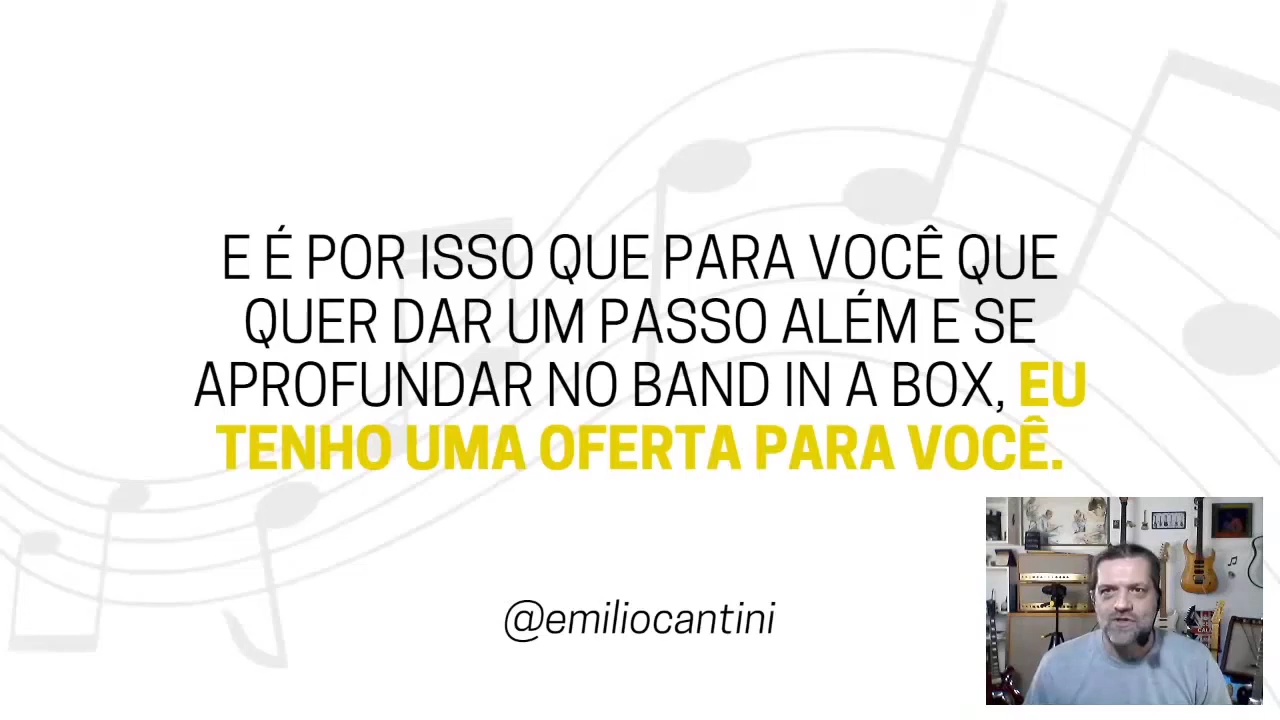 E É POR ISSO QUE PARA VOCÊ QUE
QUER DAR UM PASSO ALÉM E SE
APROFUNDAR NO BAND IN A BOX, EU
TENHO UMA OFERTA PARA VOCÊ.
@emiliocantini